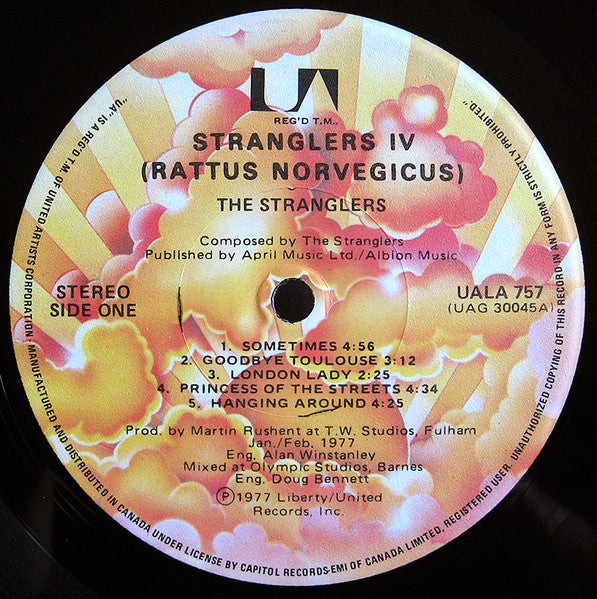 UA
REG'D T.M..
STRANGLERS IV
(RATTUS NORVEGICUS)
THE STRANGLERS
Composed by The Stranglers
Published by April Music Ltd./Albion Music
STEREO
SIDE ONE
UALA 757
(UAG 30045A)
1. SOMETIMES 4:56
2. GOODBYE TOULOUSE 3:12
3. LONDON LADY 2:25
4. PRINCESS OF THE STREETS 4:34
5. HANGING AROUND 4:25
Prod. by Martin Rushent at T.W. Studios, Fulham
Jan./Feb, 1977
Eng. Alan Winstanley
Mixed at Olympic Studios, Barnes
Eng. Doug Bennett
Ⓟ1977 Liberty/United
Records, Inc.
"UA" IS A REG'D T.M. OF UNITED ARTISTS CORPORATION. MANUFACTURED AND DISTRIBUTED IN CANADA UNDER LICENSE BY CAPITOL RECORDS-EMI OF CANADA LIMITED, REGISTERED USER. UNAUTHORIZED COPYING OF THIS RECORD IN ANY FORM IS STRICTLY PROHIBITED."